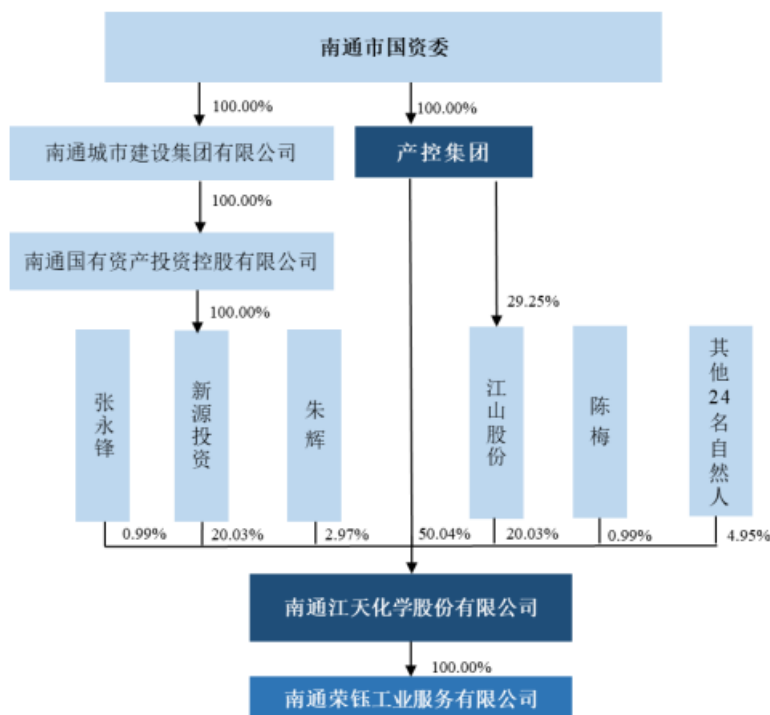 南通市国资委
100.00%
100.00%
南通城市建设集团有限公司
产控集团
100.00%
南通国有资产投资控股有限公司
100.00%
29.25%
张永锋
新源投资
朱辉
江山股份
陈梅
其他24名自然人
0.99%
20.03%
2.97%
50.04%
20.03%
0.99%
4.95%
南通江天化学股份有限公司
100.00%
南通荣钰工业服务有限公司